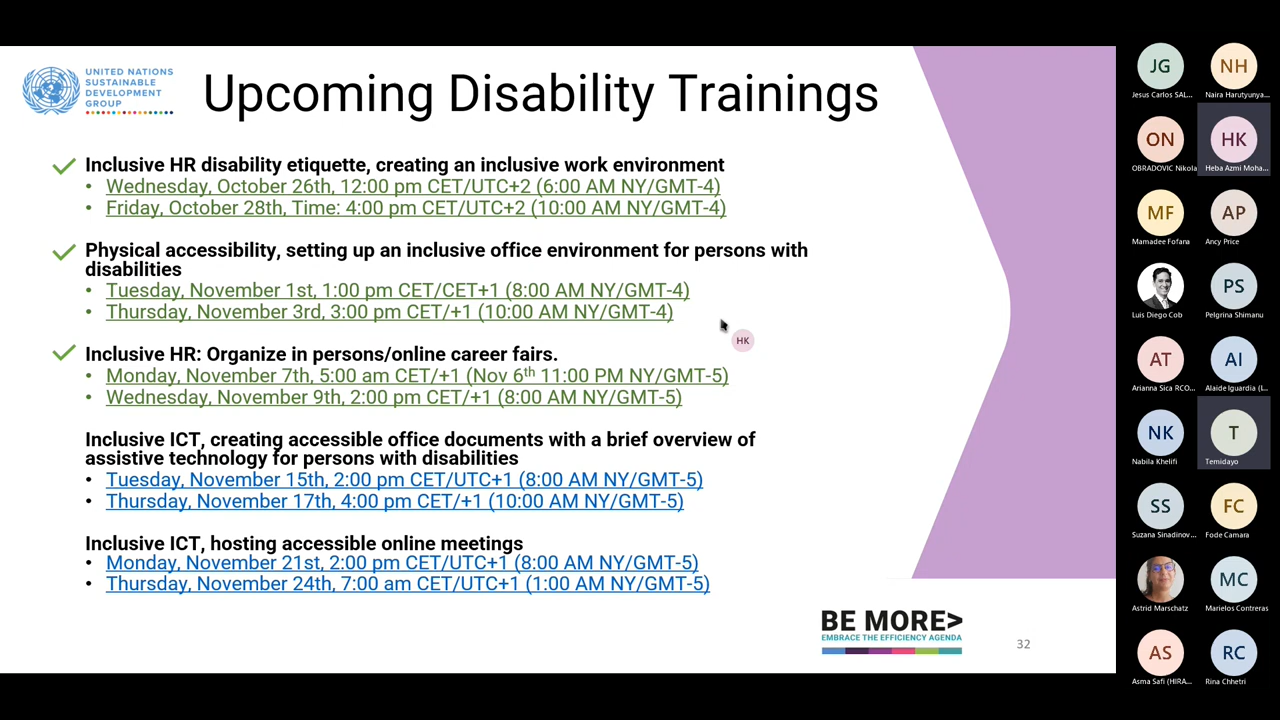 UNITED NATIONS
SUSTAINABLE
DEVELOPMENT
GROUP
Upcoming Disability Trainings
Inclusive HR disability etiquette, creating an inclusive work environment
• Wednesday, October 26th, 12:00 pm CET/UTC+2 (6:00 AM NY/GMT-4)
• Friday, October 28th, Time: 4:00 pm CET/UTC+2 (10:00 AM NY/GMT-4)
Physical accessibility, setting up an inclusive office environment for persons with
disabilities
• Tuesday, November 1st, 1:00 pm CET/CET+1 (8:00 AM NY/GMT-4)
• Thursday, November 3rd, 3:00 pm CET/+1 (10:00 AM NY/GMT-4)
HK
Inclusive HR: Organize in persons/online career fairs.
• Monday, November 7th, 5:00 am CET/+1 (Nov 6th 11:00 PM NY/GMT-5)
• Wednesday, November 9th, 2:00 pm CET/+1 (8:00 AM NY/GMT-5)
Inclusive ICT, creating accessible office documents with a brief overview of
assistive technology for persons with disabilities
• Tuesday, November 15th, 2:00 pm CET/UTC+1 (8:00 AM NY/GMT-5)
• Thursday, November 17th, 4:00 pm CET/+1 (10:00 AM NY/GMT-5)
Inclusive ICT, hosting accessible online meetings
• Monday, November 21st, 2:00 pm CET/UTC+1 (8:00 AM NY/GMT-5)
• Thursday, November 24th, 7:00 am CET/UTC+1 (1:00 AM NY/GMT-5)
BE MORE>
EMBRACE THE EFFICIENCY AGENDA
32
JG NH
Jesus Carlos SAL... Naira Harutyunya...
ON HK
OBRADOVIC Nikola Heba Azmi Moha...
MF AP
Mamadee Fofana Ancy Price
PS
Luis Diego Cob Pelgrina Shimanu
AT AI
Arianna Sica RCO... Alaide Iguardia (I...
NK T
Nabila Khelifi Temidayo
SS FC
Suzana Sinadinov... Fode Camara
MC
Astrid Marschatz Marielos Contreras
AS RC
Asma Safi (HIRA... Rina Chhetri